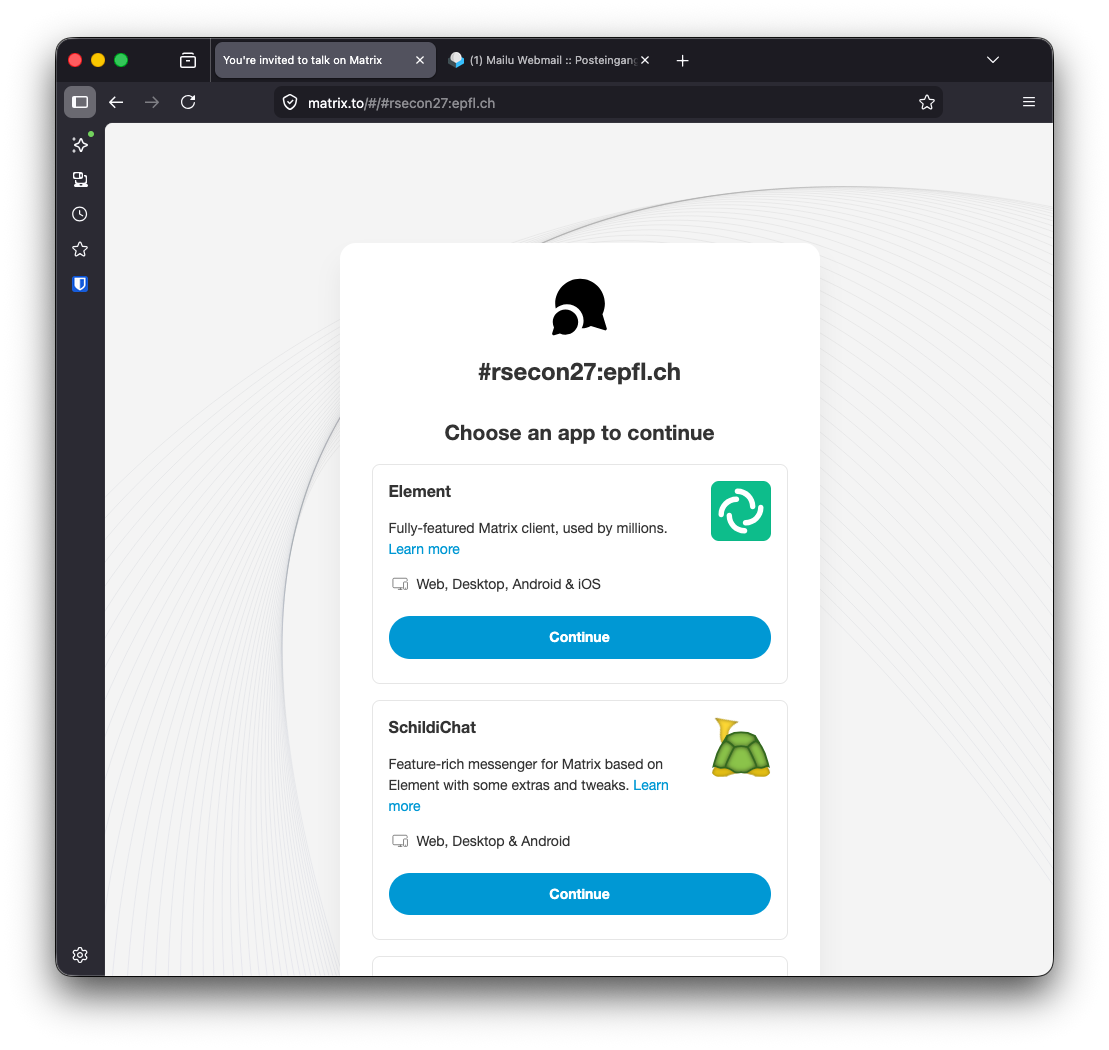 You're invited to talk on Matrix
(1) Mailu Webmail :: Posteingang
matrix.to/#/#rsecon27:epfl.ch
#rsecon27:epfl.ch
Choose an app to continue
Element
Fully-featured Matrix client, used by millions.
Learn more
Web, Desktop, Android & iOS
Continue
SchildiChat
Feature-rich messenger for Matrix based on
Element with some extras and tweaks. Learn
more
Web, Desktop & Android
Continue